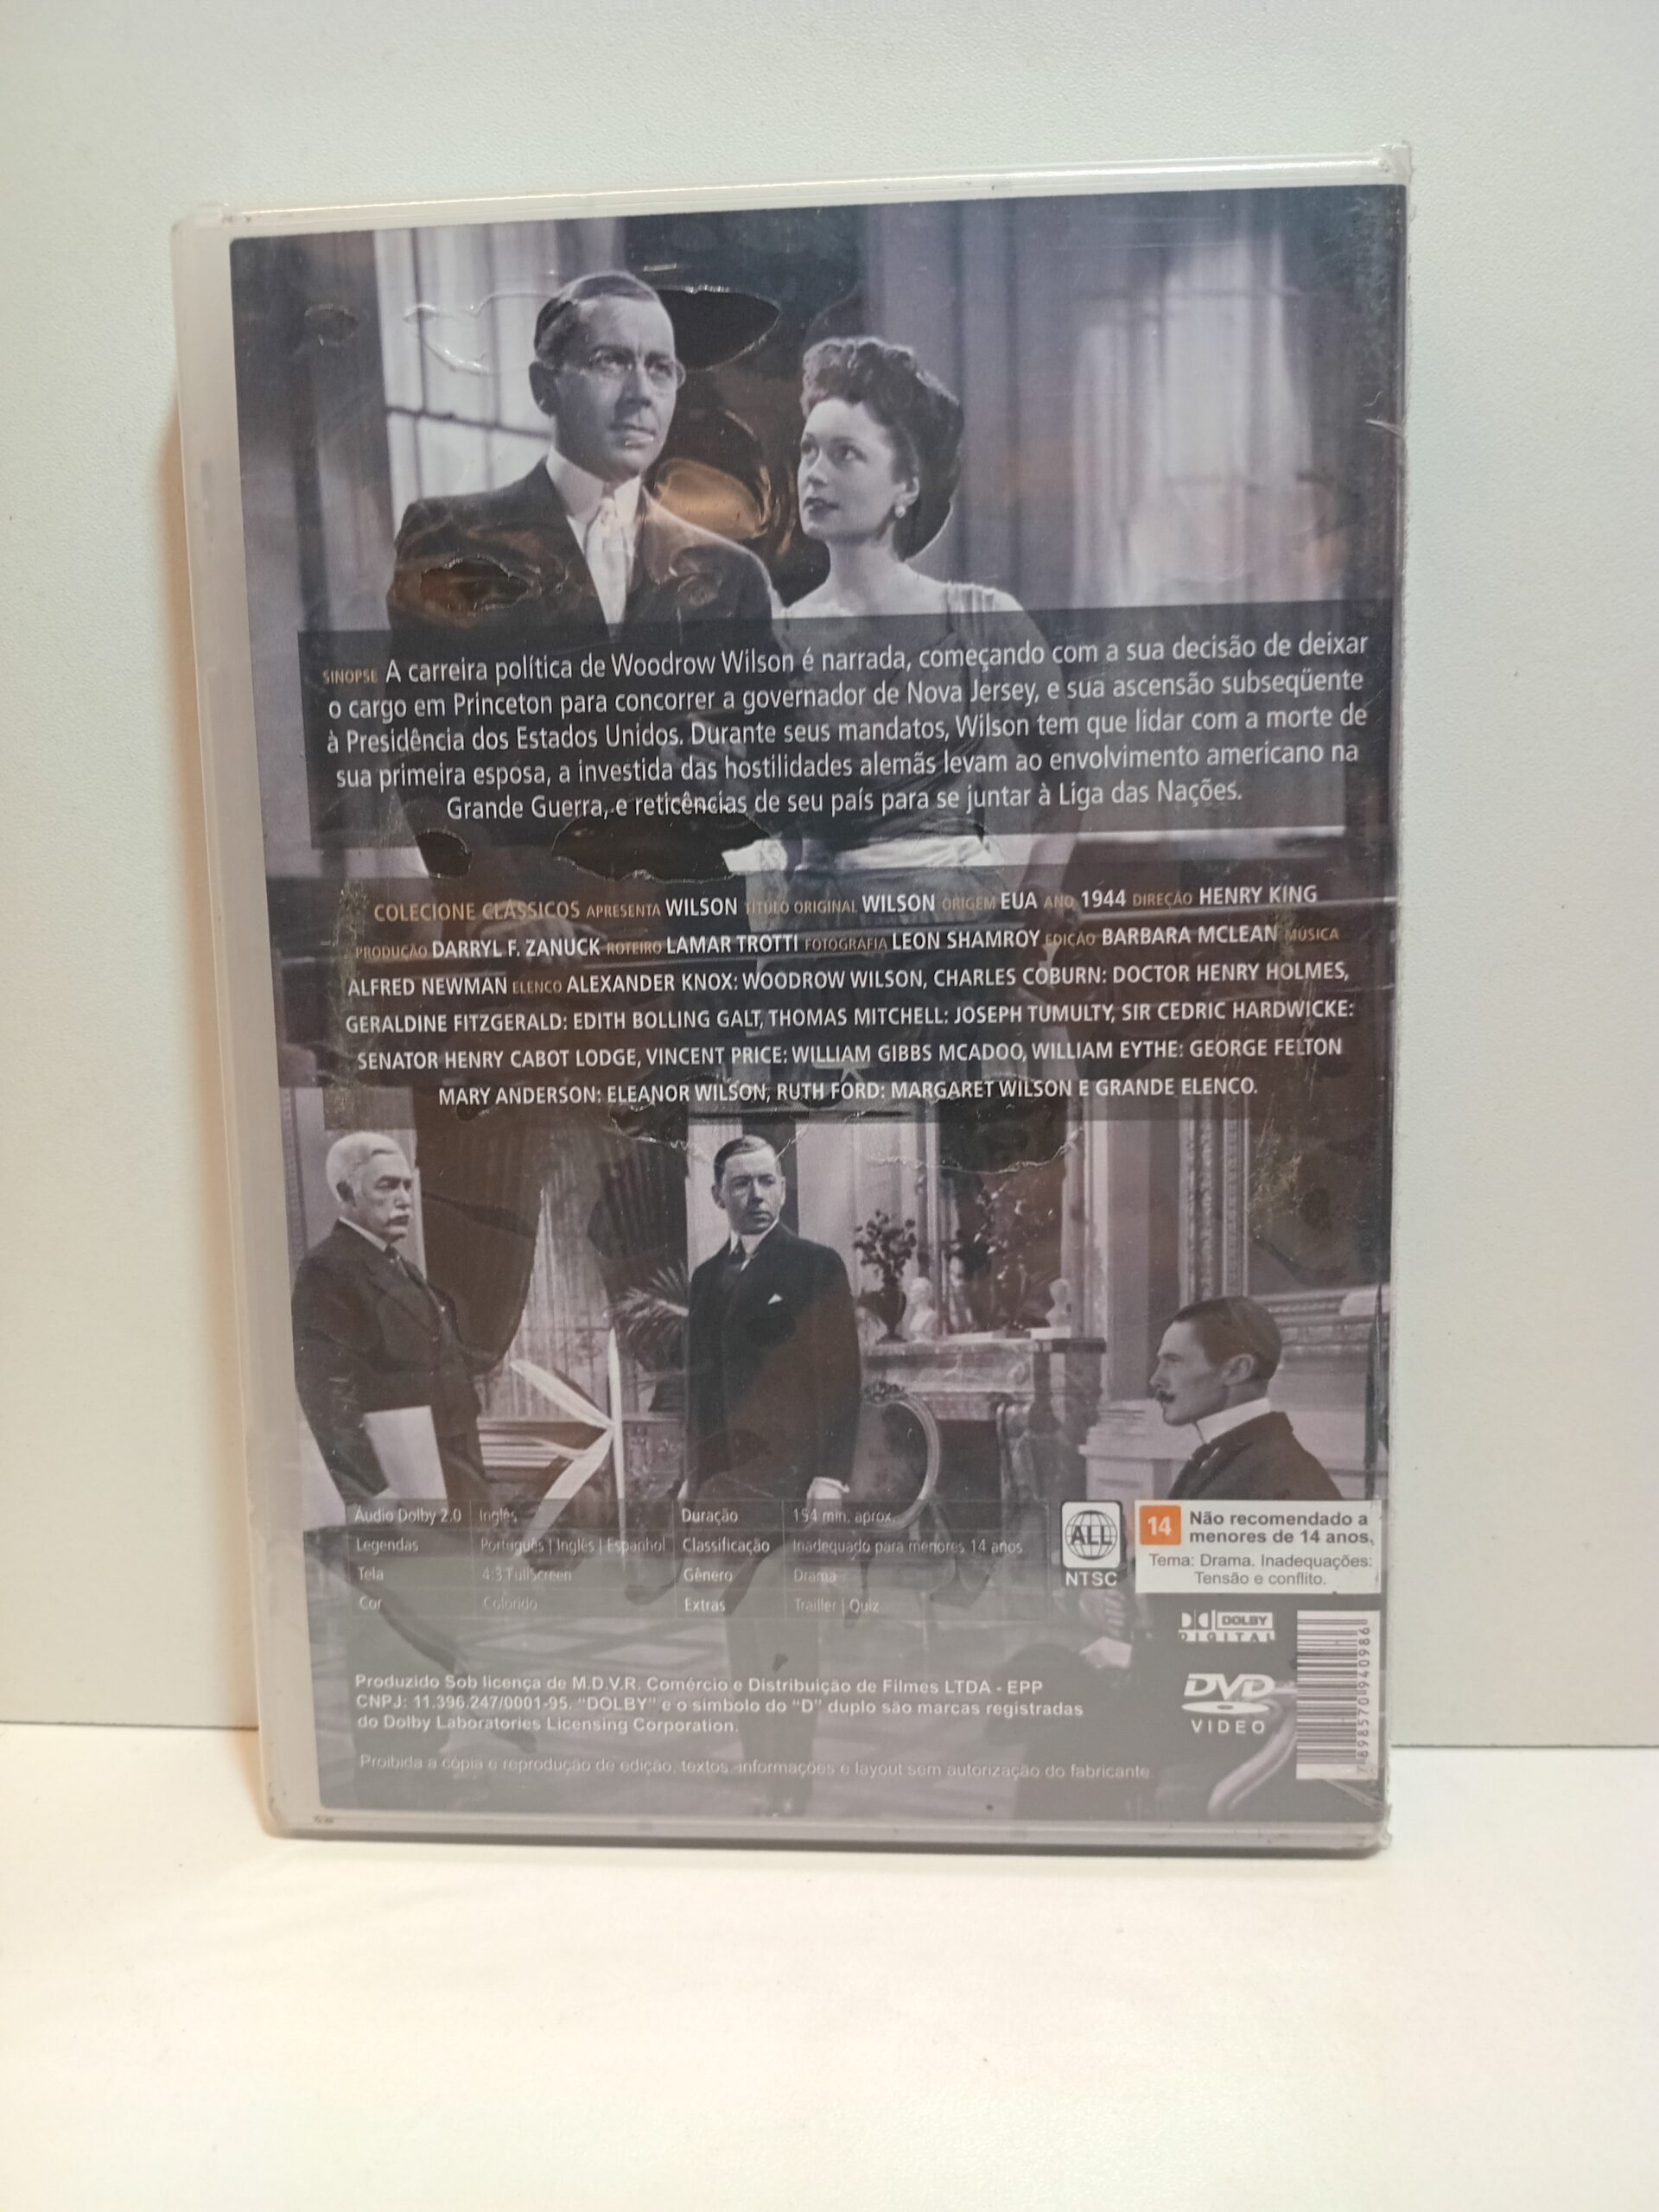 SINOPSE A carreira política de Woodrow Wilson é narrada, começando com a sua decisão de deixar
o cargo em Princeton para concorrer a governador de Nova Jersey, e sua ascensão subseqüente
à Presidência dos Estados Unidos. Durante seus mandatos, Wilson tem que lidar com a morte de
sua primeira esposa, a investida das hostilidades alemãs levam ao envolvimento americano na
Grande Guerra, e reticências de seu país para se juntar à Liga das Nações.
COLECIONE CLÁSSICOS APRESENTA WILSON TÍTULO ORIGINAL WILSON ORIGEM EUA ANO 1944 DIREÇÃO HENRY KING
PRODUÇÃO DARRYL F. ZANUCK ROTEIRO LAMAR TROTTI FOTOGRAFIA LEON SHAMROY EDIÇÃO BARBARA MCLEAN MÚSICA
ALFRED NEWMAN ELENCO ALEXANDER KNOX: WOODROW WILSON, CHARLES COBURN: DOCTOR HENRY HOLMES,
GERALDINE FITZGERALD: EDITH BOLLING GALT, THOMAS MITCHELL: JOSEPH TUMULTY, SIR CEDRIC HARDWICKE:
SENATOR HENRY CABOT LODGE, VINCENT PRICE: WILLIAM GIBBS MCADOO, WILLIAM EYTHE: GEORGE FELTON
MARY ANDERSON: ELEANOR WILSON, RUTH FORD: MARGARET WILSON E GRANDE ELENCO.
Áudio Dolby 2.0 Inglês Duração 154 min. aprox.
Legendas Português | Inglês | Espanhol Classificação Inadequado para menores 14 anos
Tela 4:3 Fullscreen Gênero Drama
Cor Colorido Extras Trailler | Quiz
ALL
NTSC
14 Não recomendado a
menores de 14 anos,
Tema: Drama. Inadequações:
Tensão e conflito.
DOLBY
DIGITAL
DVD
VIDEO
7898570940986
Produzido Sob licença de M.D.V.R. Comércio e Distribuição de Filmes LTDA - EPP
CNPJ: 11.396.247/0001-95. "DOLBY" e o símbolo do "D" duplo são marcas registradas
do Dolby Laboratories Licensing Corporation.
Proibida a cópia e reprodução de edição, textos, informações e layout sem autorização do fabricante